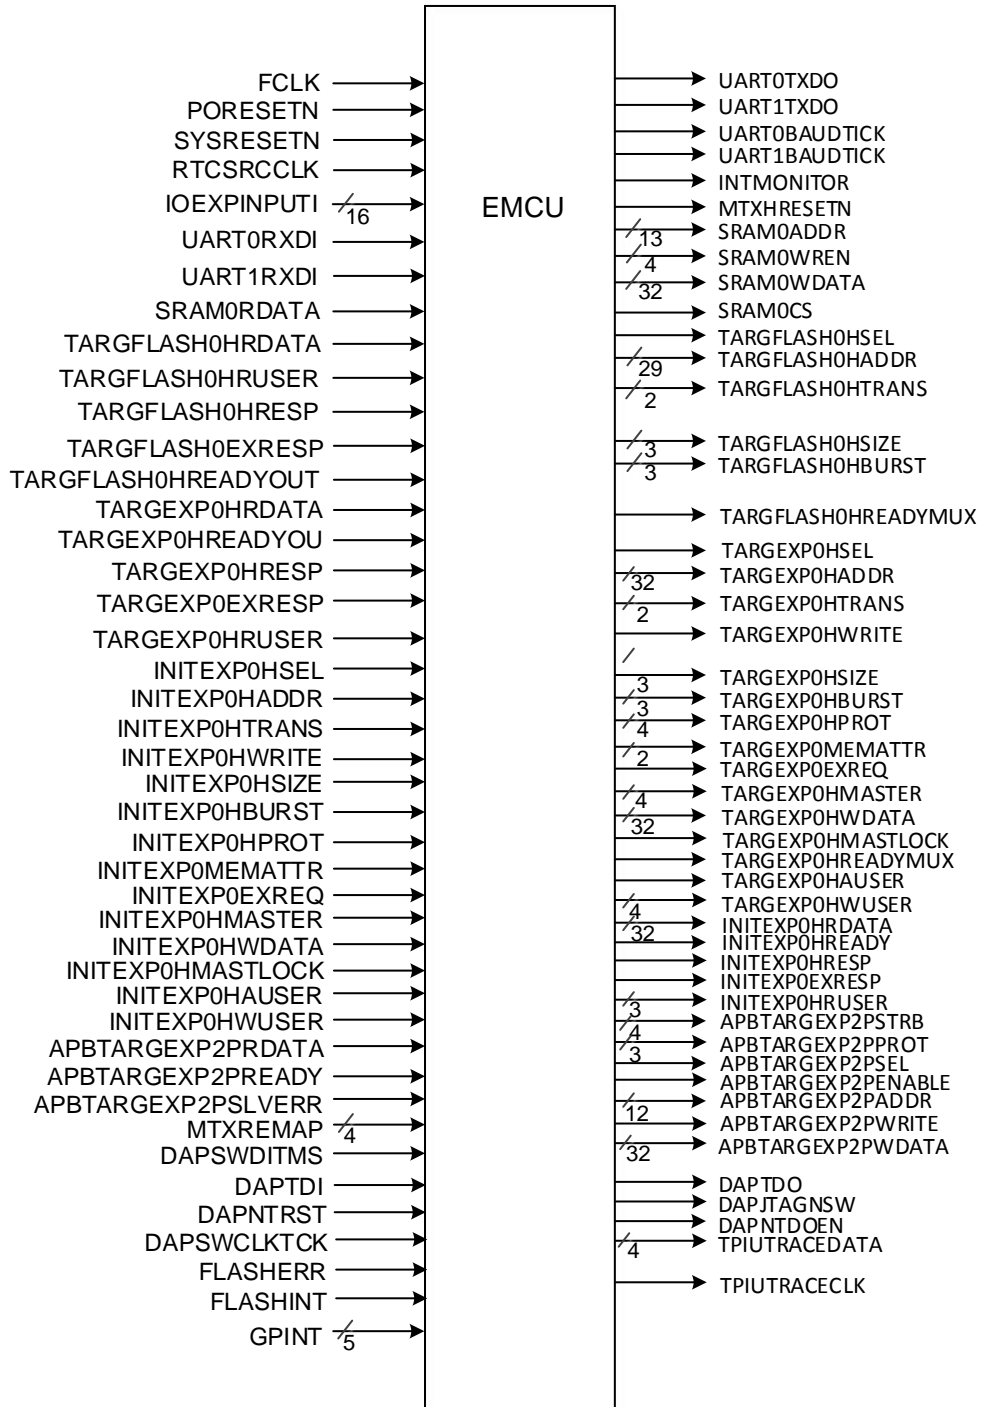 FCLK
PORESETN
SYSRESETN
RTCSRCCLK
IOEXPINPUTI
16
UART0RXDI
UART1RXDI
SRAM0RDATA
TARGFLASH0HRDATA
TARGFLASH0HRUSER
TARGFLASH0HRESP
TARGFLASH0EXRESP
TARGFLASH0HREADYOUT
TARGEXP0HRDATA
TARGEXP0HREADYOU
TARGEXP0HRESP
TARGEXP0EXRESP
TARGEXP0HRUSER
INITEXP0HSEL
INITEXP0HADDR
INITEXP0HTRANS
INITEXP0HWRITE
INITEXP0HSIZE
INITEXP0HBURST
INITEXP0HPROT
INITEXP0MEMATTR
INITEXP0EXREQ
INITEXP0HMASTER
INITEXP0HWDATA
INITEXP0HMASTLOCK
INITEXP0HAUSER
INITEXP0HWUSER
APBTARGEXP2PRDATA
APBTARGEXP2PREADY
APBTARGEXP2PSLVERR
MTXREMAP
4
DAPSWDITMS
DAPTDI
DAPNTRST
DAPSWCLKTCK
FLASHERR
FLASHINT
GPINT
5
EMCU
UART0TXDO
UART1TXDO
UART0BAUDTICK
UART1BAUDTICK
INTMONITOR
MTXHRESETN
13 SRAM0ADDR
4 SRAM0WREN
32 SRAM0WDATA
SRAM0CS
TARGFLASH0HSEL
29 TARGFLASH0HADDR
2 TARGFLASH0HTRANS
3 TARGFLASH0HSIZE
3 TARGFLASH0HBURST
TARGFLASH0HREADYMUX
TARGEXP0HSEL
32 TARGEXP0HADDR
2 TARGEXP0HTRANS
TARGEXP0HWRITE
3 TARGEXP0HSIZE
3 TARGEXP0HBURST
4 TARGEXP0HPROT
2 TARGEXP0MEMATTR
TARGEXP0EXREQ
4 TARGEXP0HMASTER
32 TARGEXP0HWDATA
TARGEXP0HMASTLOCK
TARGEXP0HREADYMUX
TARGEXP0HAUSER
4 TARGEXP0HWUSER
32 INITEXP0HRDATA
INITEXP0HREADY
INITEXP0HRESP
INITEXP0EXRESP
3 INITEXP0HRUSER
4 APBTARGEXP2PSTRB
3 APBTARGEXP2PPROT
APBTARGEXP2PSEL
APBTARGEXP2PENABLE
12 APBTARGEXP2PADDR
APBTARGEXP2PWRITE
32 APBTARGEXP2PWDATA
DAPTDO
DAPJTAGNSW
DAPNTDOEN
4 TPIUTRACEDATA
TPIUTRACECLK